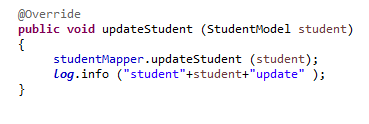 @Override
public void updateStudent (StudentModel student)
{
studentMapper.updateStudent (student);
log.info ("student"+student+"update" );
}